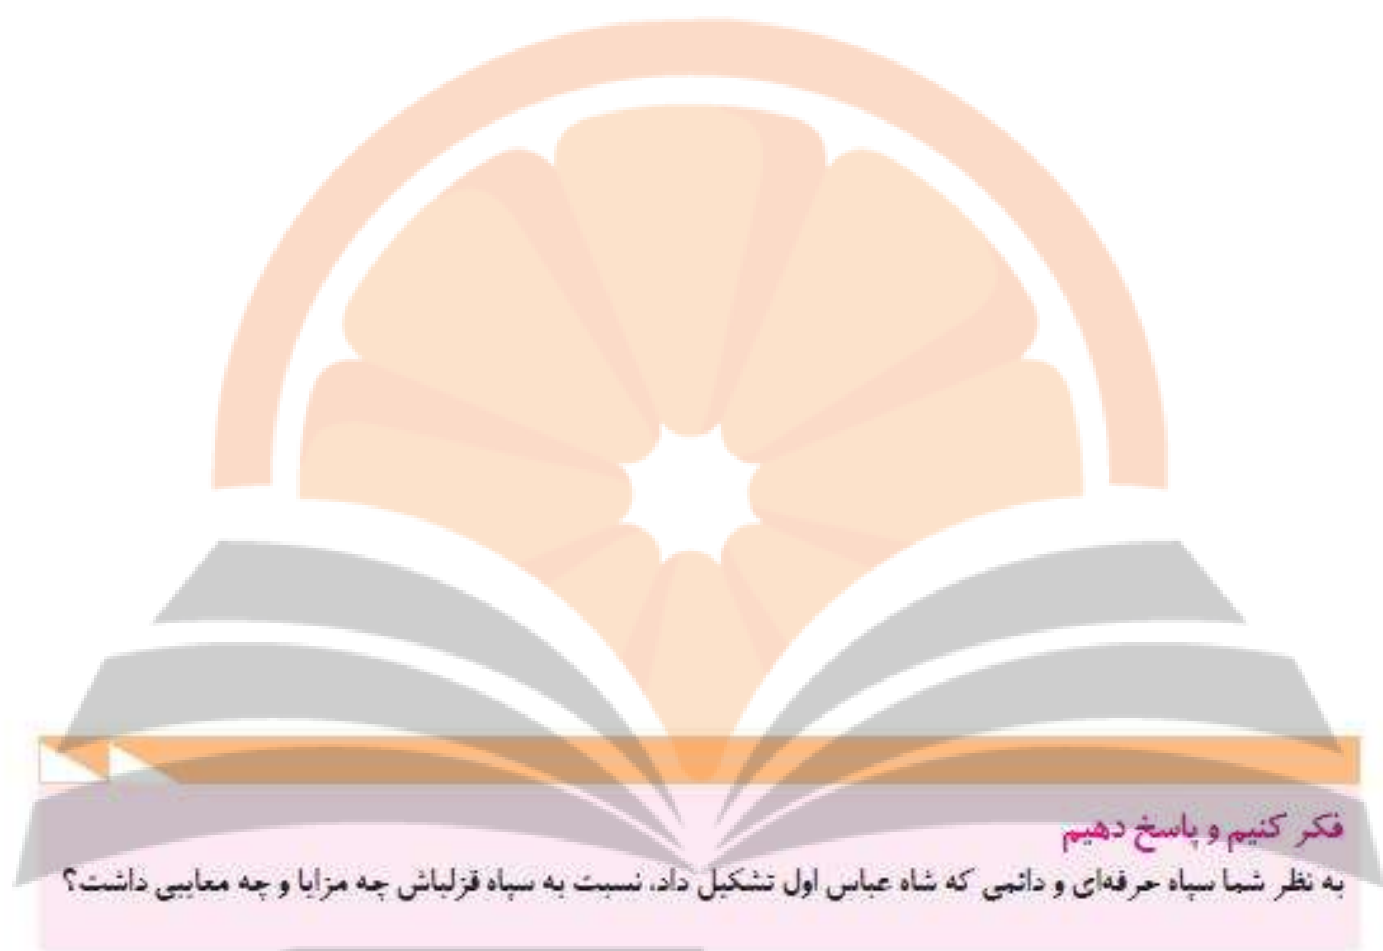 فکر کنیم و پاسخ دهیم
به نظر شما سپاه حرفه‌ای و دائمی که شاه عباس اول تشکیل داد، نسبت به سپاه قزلباش چه مزایا و چه معایبی داشت؟